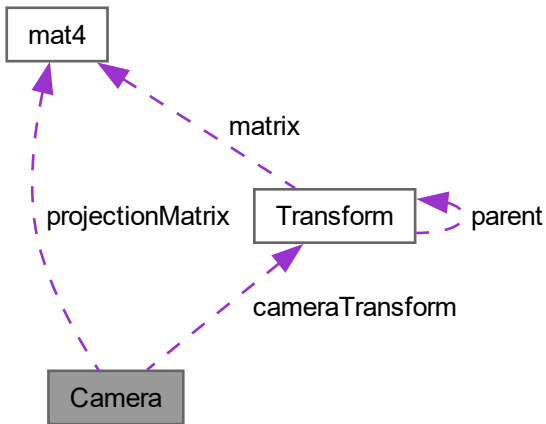 mat4
matrix
projectionMatrix
Transform
parent
cameraTransform
Camera